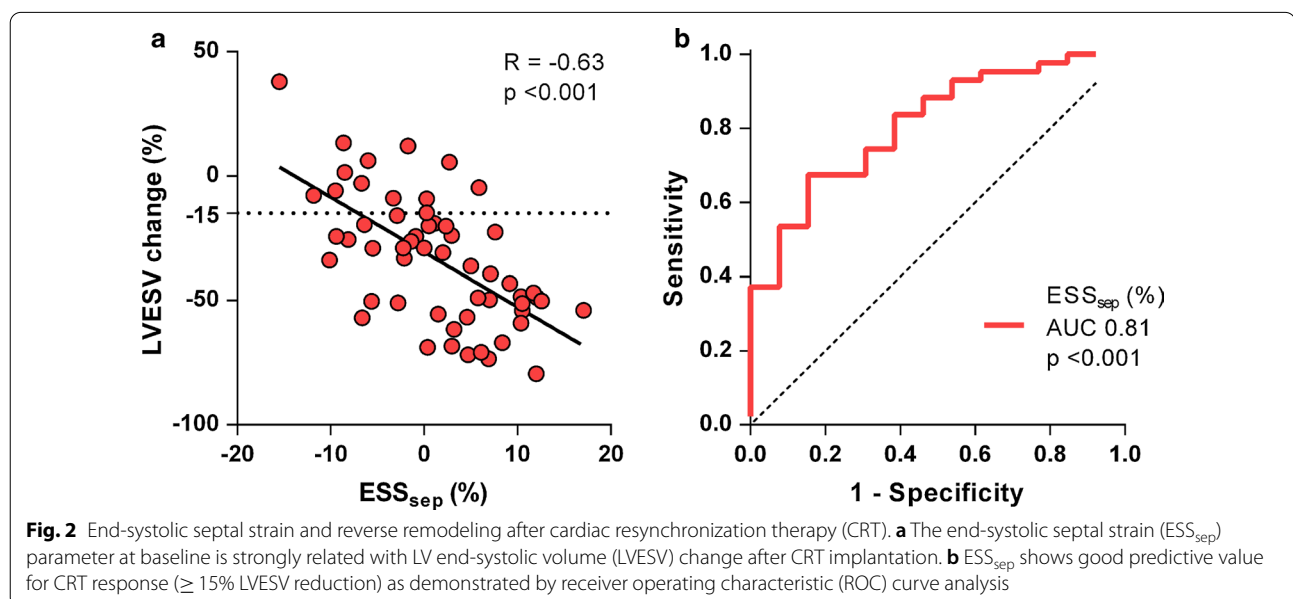 a
50
0
-15
-50
-100
-20
-10
0
10
20
LVESV change (%)
ESSsep (%)
R = -0.63
p <0.001
b
1.0
0.8
0.6
0.4
0.2
0.0
0.0
0.2
0.4
0.6
0.8
1.0
Sensitivity
1 - Specificity
ESSsep (%)
AUC 0.81
p <0.001
Fig. 2 End-systolic septal strain and reverse remodeling after cardiac resynchronization therapy (CRT). a The end-systolic septal strain (ESSsep)
parameter at baseline is strongly related with LV end-systolic volume (LVESV) change after CRT implantation. b ESSsep shows good predictive value
for CRT response (≥ 15% LVESV reduction) as demonstrated by receiver operating characteristic (ROC) curve analysis